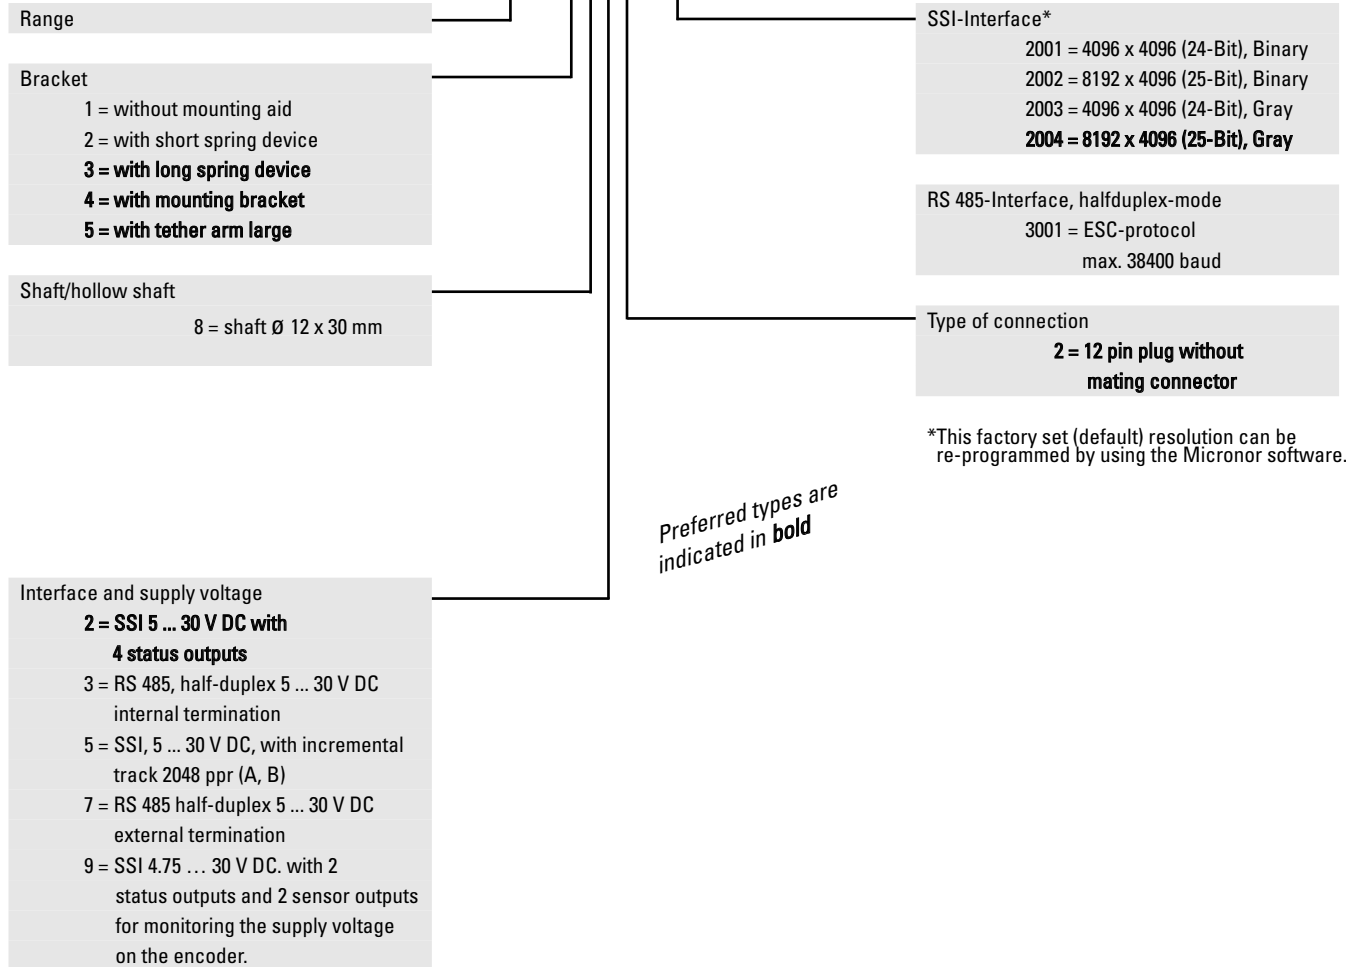 Range
Bracket
1 = without mounting aid
2 = with short spring device
3 = with long spring device
4 = with mounting bracket
5 = with tether arm large
Shaft/hollow shaft
8 = shaft Ø 12 x 30 mm
Interface and supply voltage
2 = SSI 5 ... 30 V DC with
4 status outputs
3 = RS 485, half-duplex 5 ... 30 V DC
internal termination
5 = SSI, 5 ... 30 V DC, with incremental
track 2048 ppr (A, B)
7 = RS 485 half-duplex 5 ... 30 V DC
external termination
9 = SSI 4.75 … 30 V DC. with 2
status outputs and 2 sensor outputs
for monitoring the supply voltage
on the encoder.
SSI-Interface*
2001 = 4096 x 4096 (24-Bit), Binary
2002 = 8192 x 4096 (25-Bit), Binary
2003 = 4096 x 4096 (24-Bit), Gray
2004 = 8192 x 4096 (25-Bit), Gray
RS 485-Interface, halfduplex-mode
3001 = ESC-protocol
max. 38400 baud
Type of connection
2 = 12 pin plug without
mating connector
*This factory set (default) resolution can be
re-programmed by using the Micronor software.
Preferred types are
indicated in bold